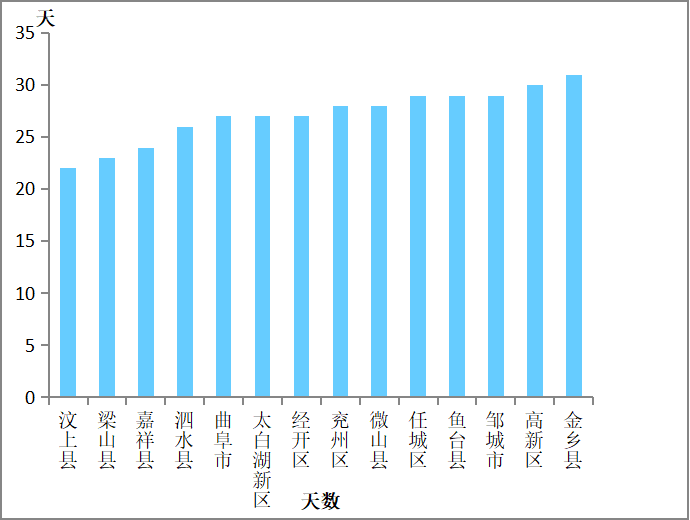 天
35
30
25
20
15
10
5
0
汶上县
梁山县
嘉祥县
泗水县
曲阜市
太白湖新区
经开区
兖州区
微山县
任城区
鱼台县
邹城市
高新区
金乡县
天数